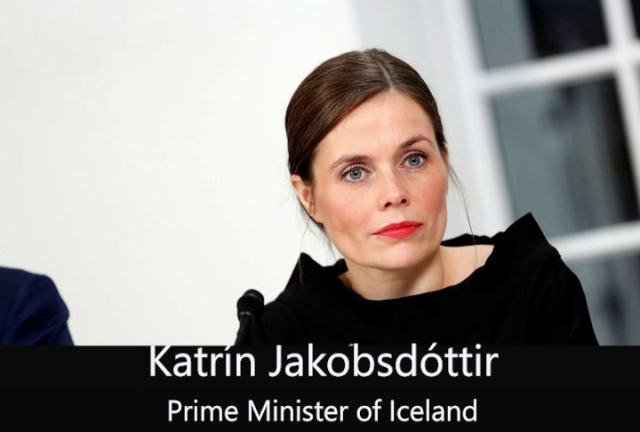 Katrín Jakobsdóttir
Prime Minister of Iceland